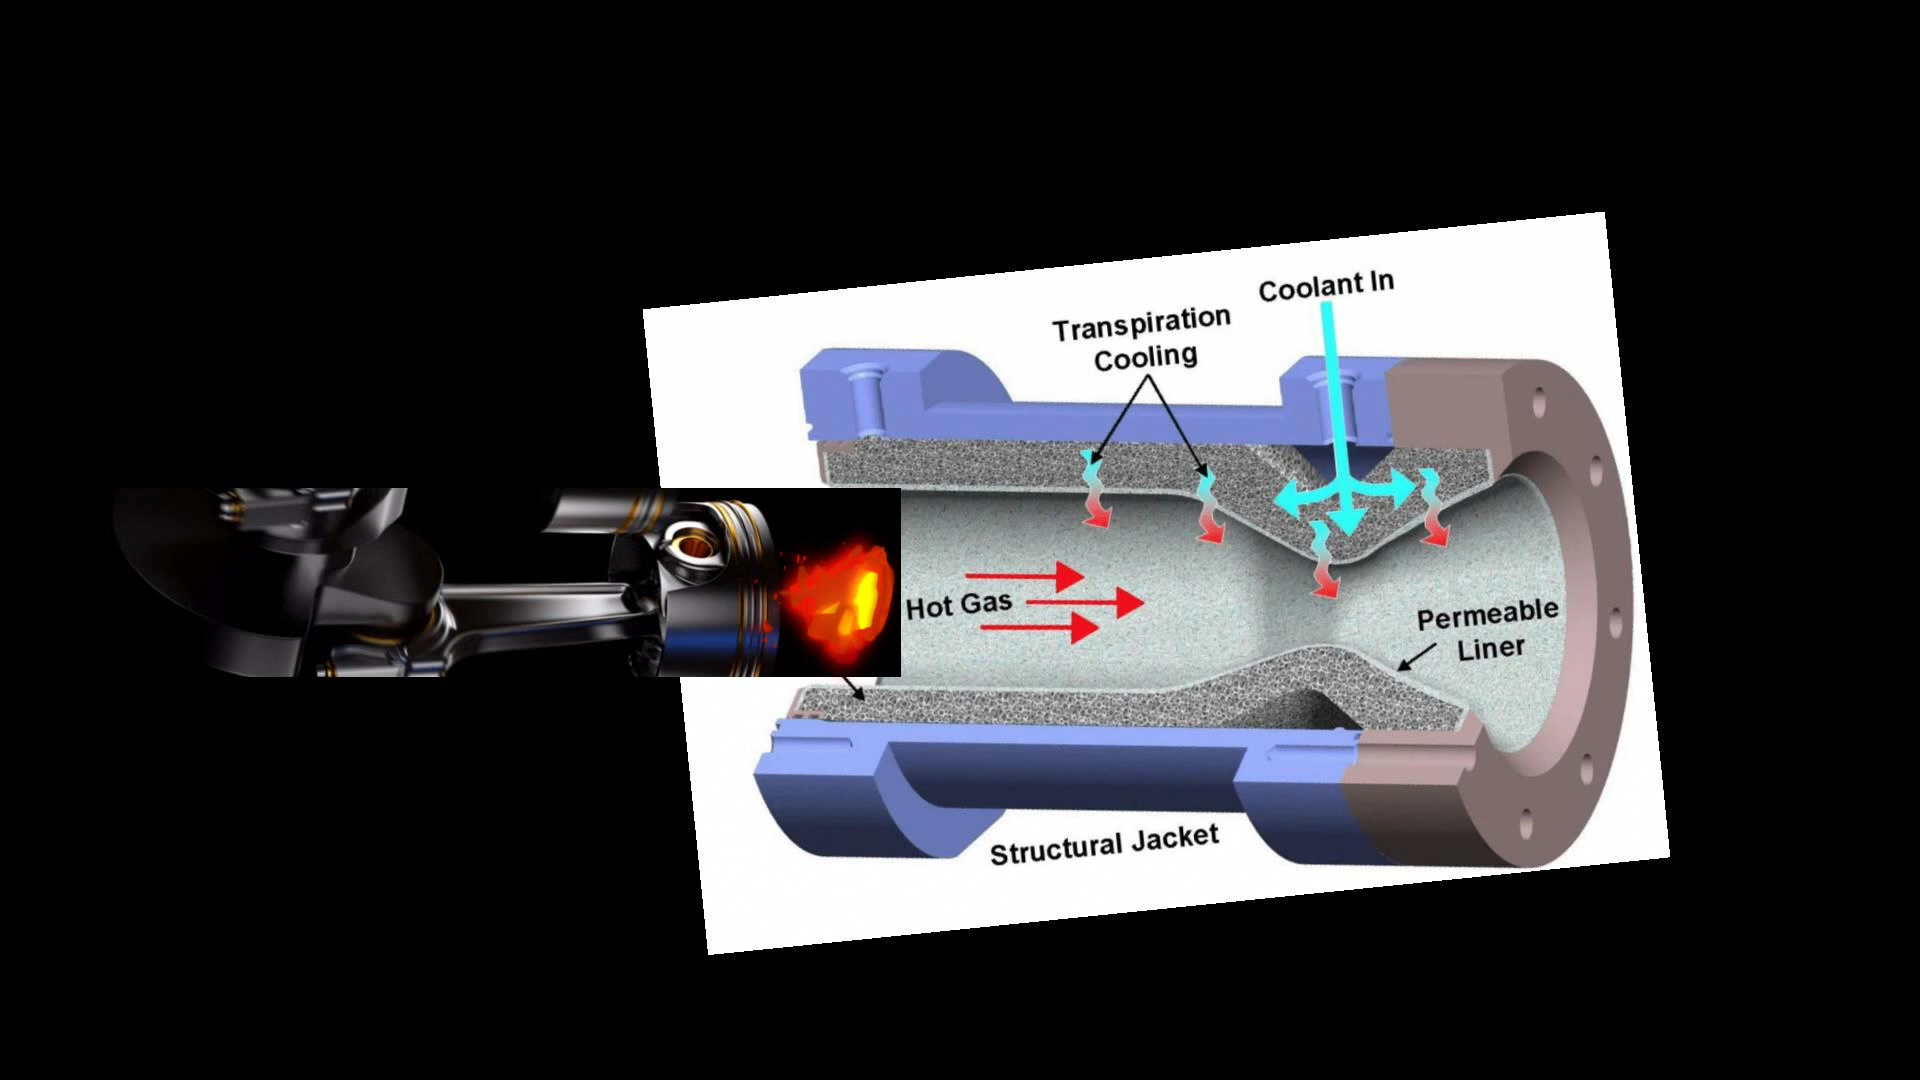 Coolant In
Transpiration
Cooling
Hot Gas
Permeable
Liner
Structural Jacket